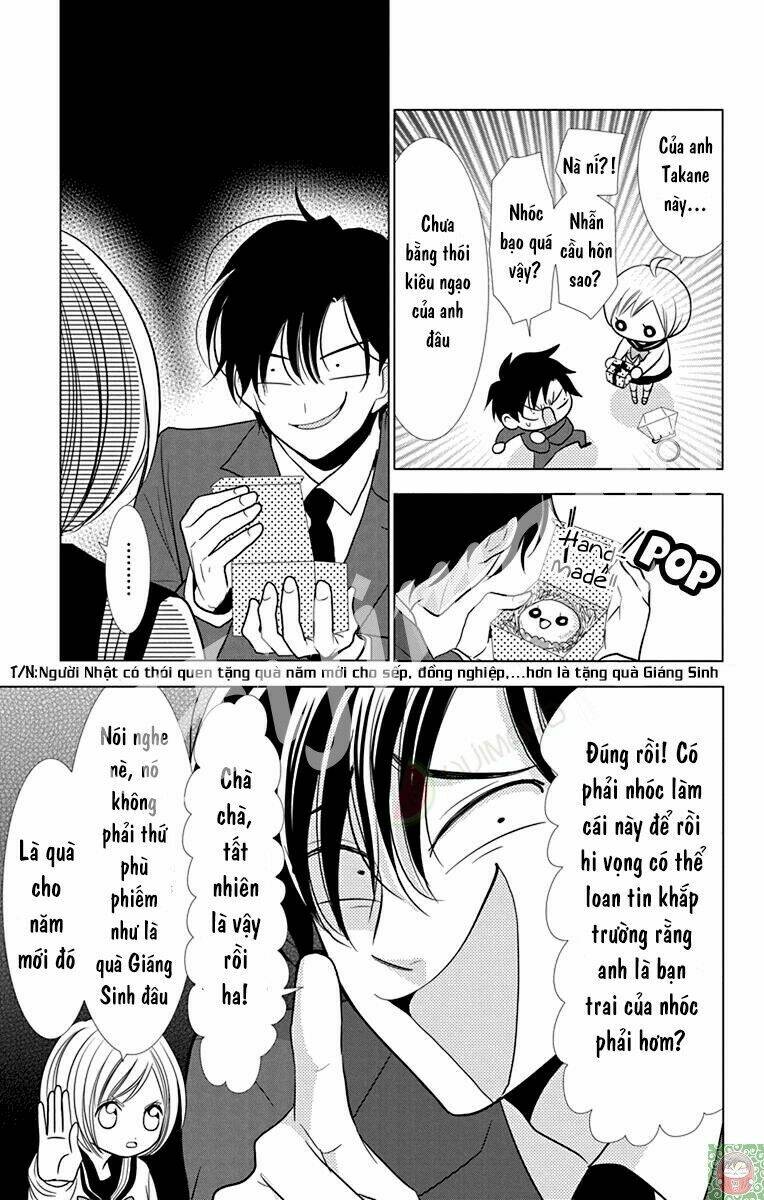 Của anh
Takane
này...
Nà ní?!
Nhẫn
cầu hôn
sao?
Nhóc
bạo quá
vậy?
Chưa
bằng thói
kiêu ngạo
của anh
đâu
Hand
made
POP
........
T/N:Người Nhật có thói quen tặng quà năm mới cho sếp, đồng nghiệp,...hơn là tặng quà Giáng Sinh
Đúng rồi! Có
phải nhóc làm
cái này để rồi
hi vọng có thể
loan tin khắp
trường rằng
anh là bạn
trai của nhóc
phải hơm?
Chà
chà,
tất
nhiên
là vậy
rồi
ha!
Nói nghe
nè, nó
không
phải thứ
phù
phiếm
như là
quà Giáng
Sinh đâu
Là quà
cho
năm
mới đó